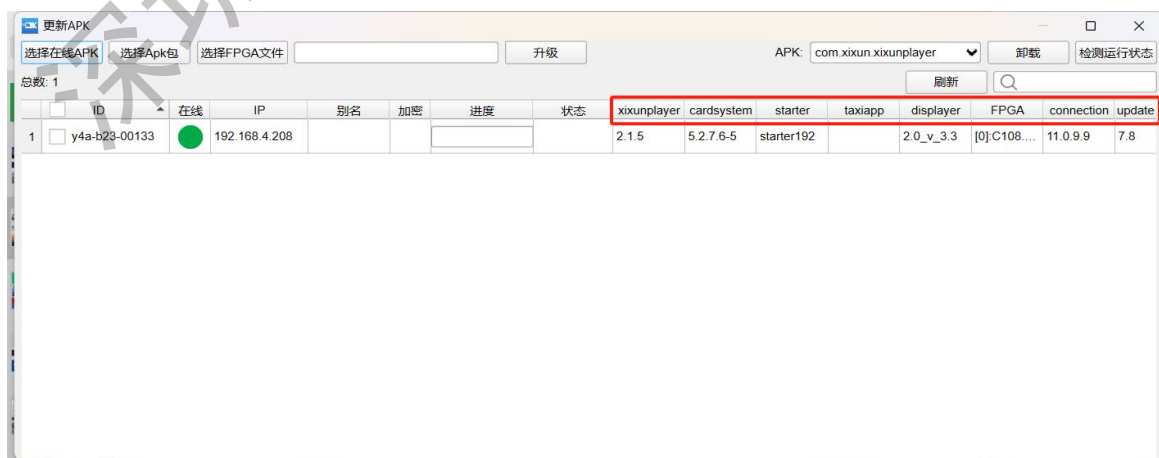 更新APK
选择在线APK 选择Apk包 选择FPGA文件 升级 APK: com.xixun.xixunplayer 卸载 检测运行状态
总数: 1 刷新
ID 在线 IP 别名 加密 进度 状态 xixunplayer cardsystem starter taxiapp displayer FPGA connection update
1 y4a-b23-00133 192.168.4.208 2.1.5 5.2.7.6-5 starter192 2.0_v_3.3 [0]:C108.... 11.0.9.9 7.8